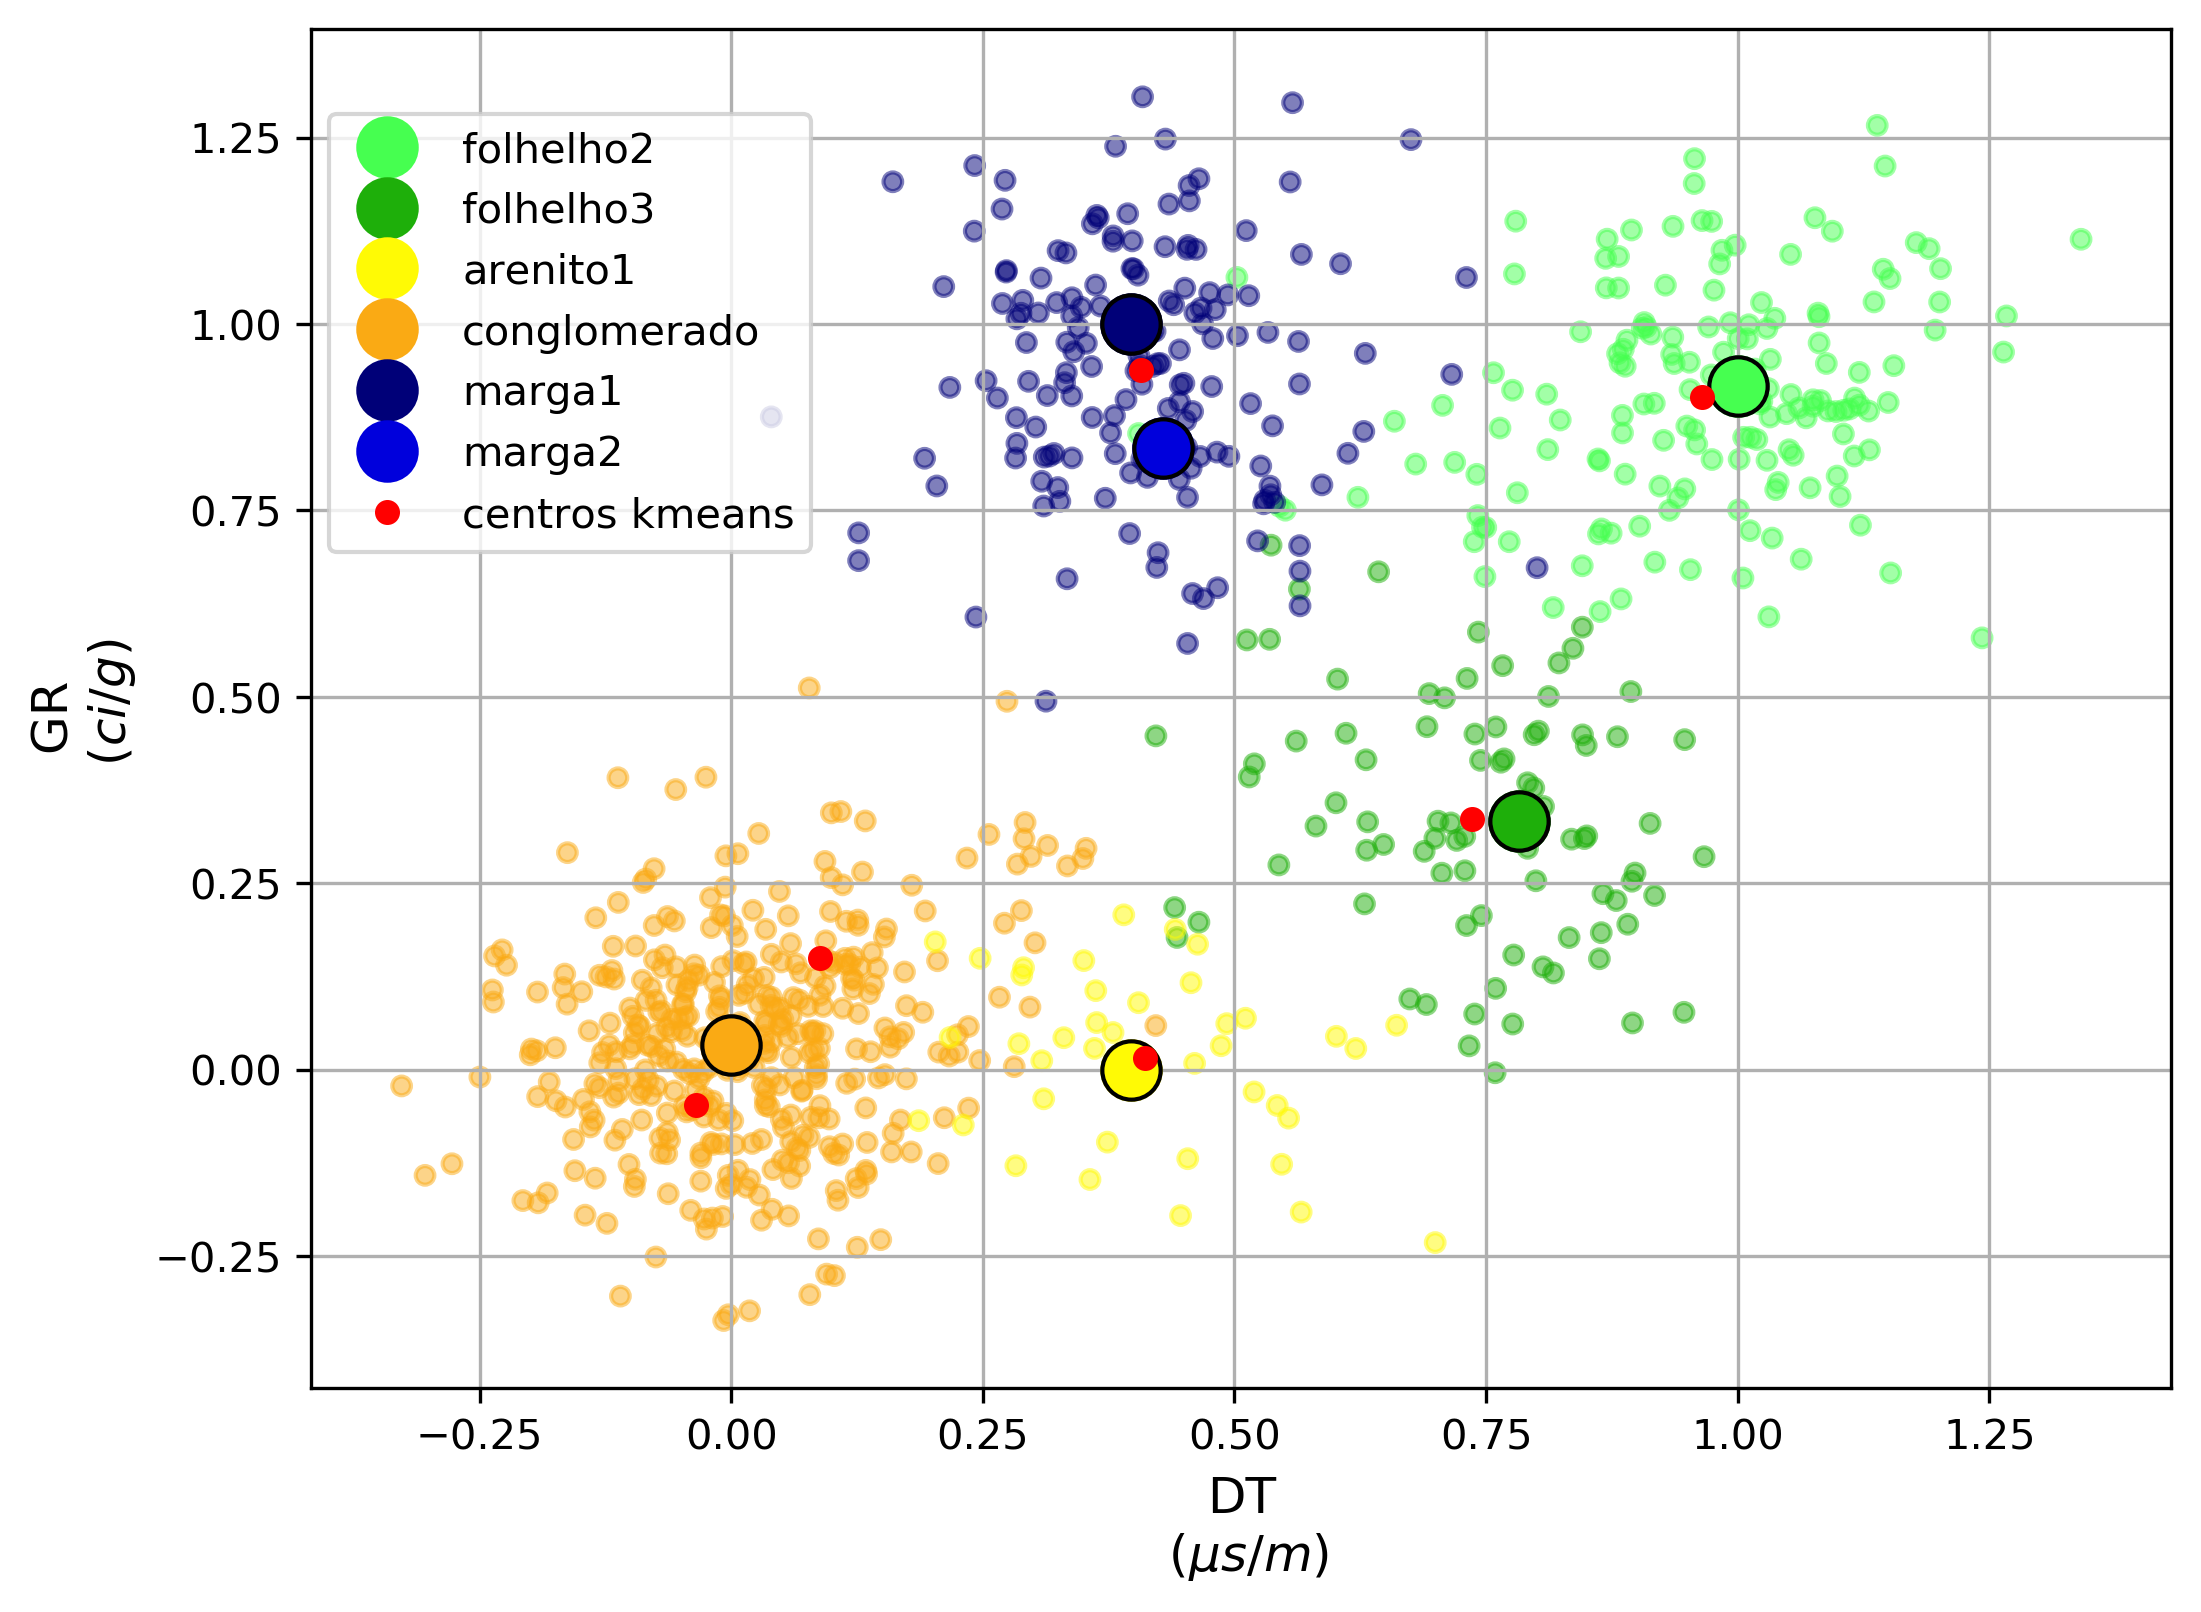 1.25
1.00
0.75
0.50
0.25
0.00
−0.25
GR
(ci/g)
folhelho2
folhelho3
arenito1
conglomerado
marga1
marga2
centros kmeans
−0.25
0.00
0.25
0.50
0.75
1.00
1.25
DT
(μs/m)